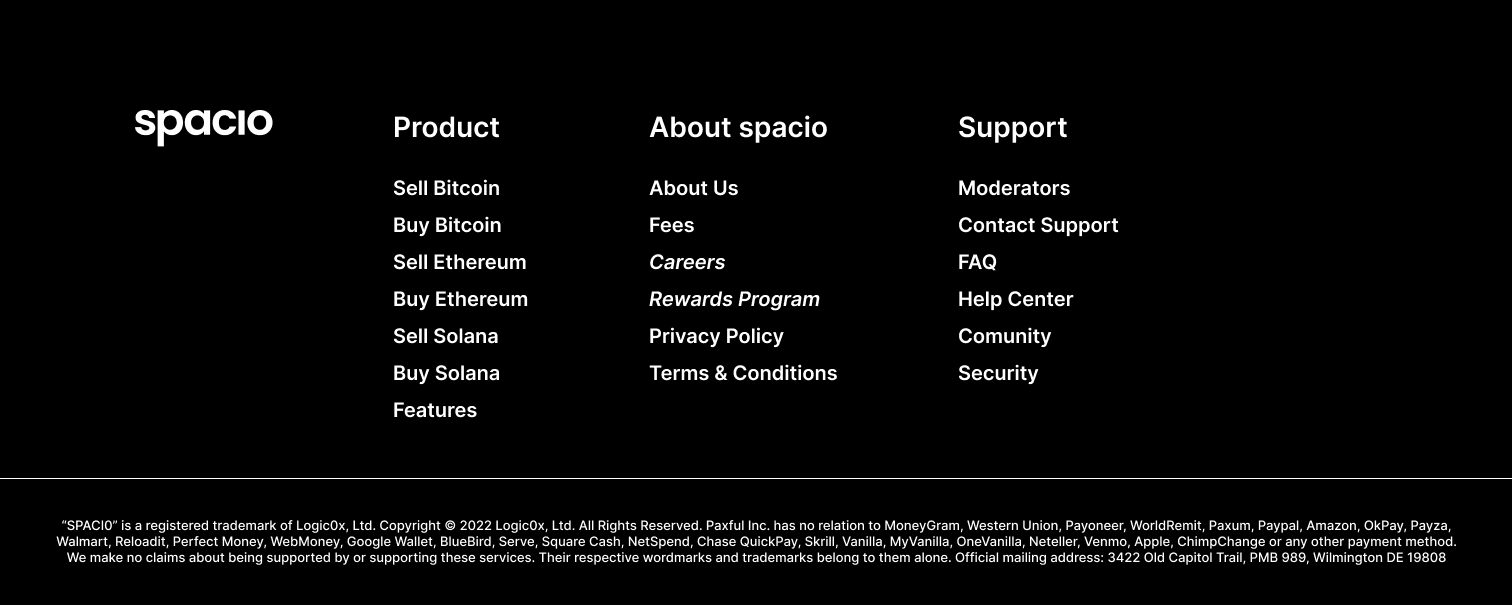 spacio
Product
Sell Bitcoin
Buy Bitcoin
Sell Ethereum
Buy Ethereum
Sell Solana
Buy Solana
Features
About spacio
About Us
Fees
Careers
Rewards Program
Privacy Policy
Terms & Conditions
Support
Moderators
Contact Support
FAQ
Help Center
Comunity
Security
“SPACI0” is a registered trademark of Logic0x, Ltd. Copyright © 2022 Logic0x, Ltd. All Rights Reserved. Paxful Inc. has no relation to MoneyGram, Western Union, Payoneer, WorldRemit, Paxum, Paypal, Amazon, OkPay, Payza,
Walmart, Reloadit, Perfect Money, WebMoney, Google Wallet, BlueBird, Serve, Square Cash, NetSpend, Chase QuickPay, Skrill, Vanilla, MyVanilla, OneVanilla, Neteller, Venmo, Apple, ChimpChange or any other payment method.
We make no claims about being supported by or supporting these services. Their respective wordmarks and trademarks belong to them alone. Official mailing address: 3422 Old Capitol Trail, PMB 989, Wilmington DE 19808